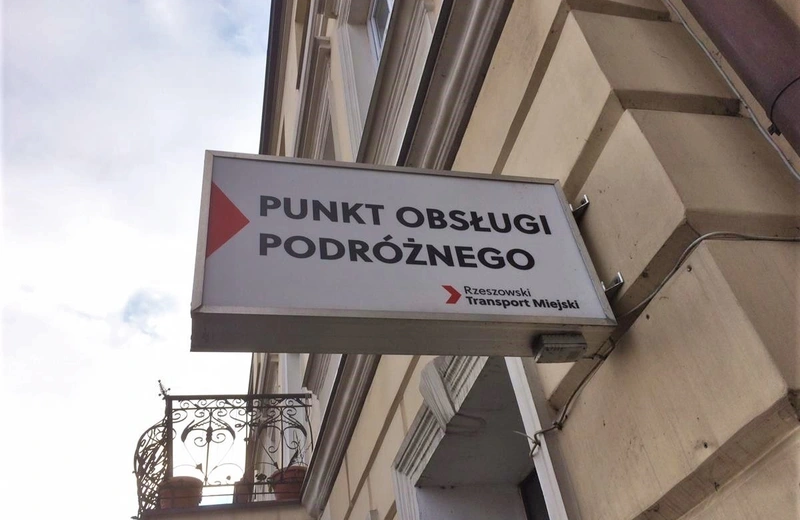 PUNKT OBSŁUGI
PODRÓŻNEGO
Rzeszowski
Transport Miejski